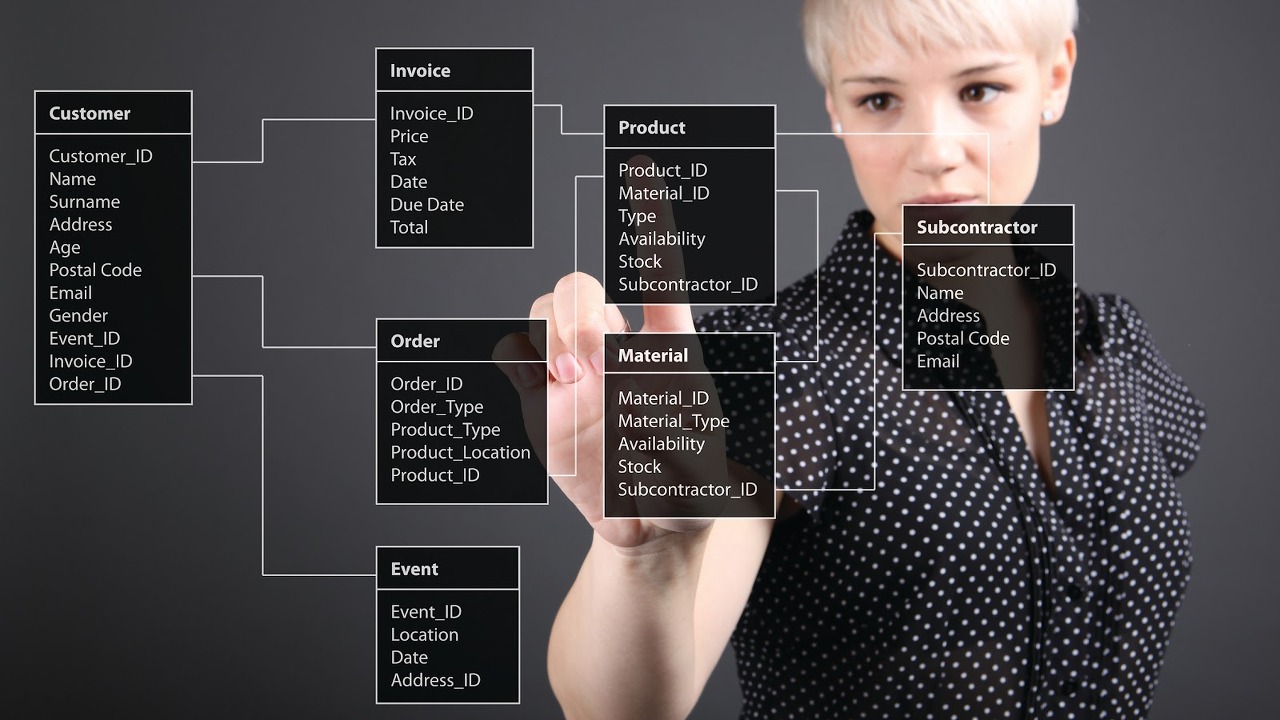 Customer
Customer_ID
Name
Surname
Address
Age
Postal Code
Email
Gender
Event_ID
Invoice_ID
Order_ID
Invoice
Invoice_ID
Price
Tax
Date
Due Date
Total
Order
Order_ID
Order_Type
Product_Type
Product_Location
Product_ID
Event
Event_ID
Location
Date
Address_ID
Product
Product_ID
Material_ID
Type
Availability
Stock
Subcontractor_ID
Material
Material_ID
Material_Type
Availability
Stock
Subcontractor_ID
Subcontractor
Subcontractor_ID
Name
Address
Postal Code
Email